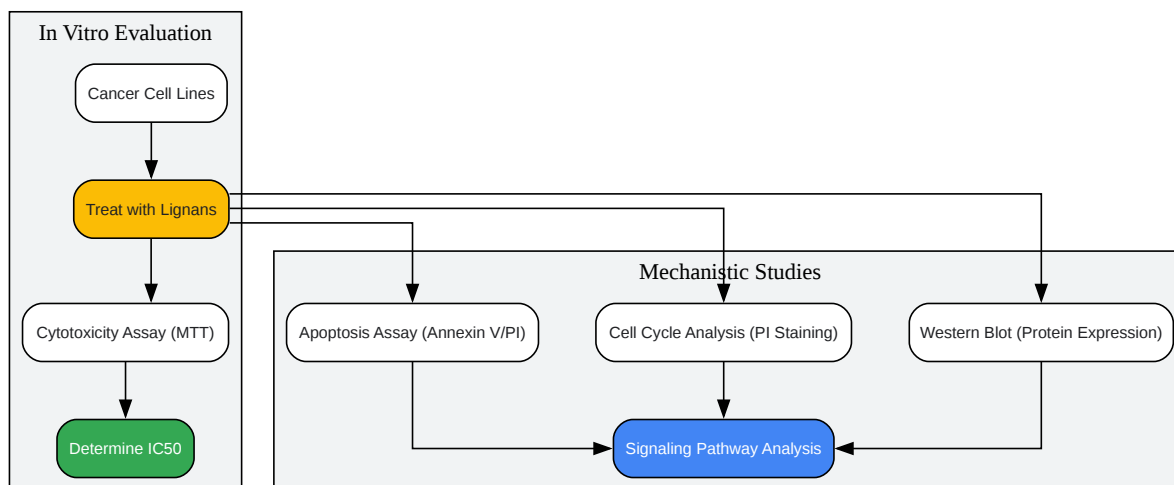 In Vitro Evaluation
Cancer Cell Lines
Treat with Lignans
Cytotoxicity Assay (MTT)
Determine IC50
Mechanistic Studies
Apoptosis Assay (Annexin V/PI)
Cell Cycle Analysis (PI Staining)
Western Blot (Protein Expression)
Signaling Pathway Analysis